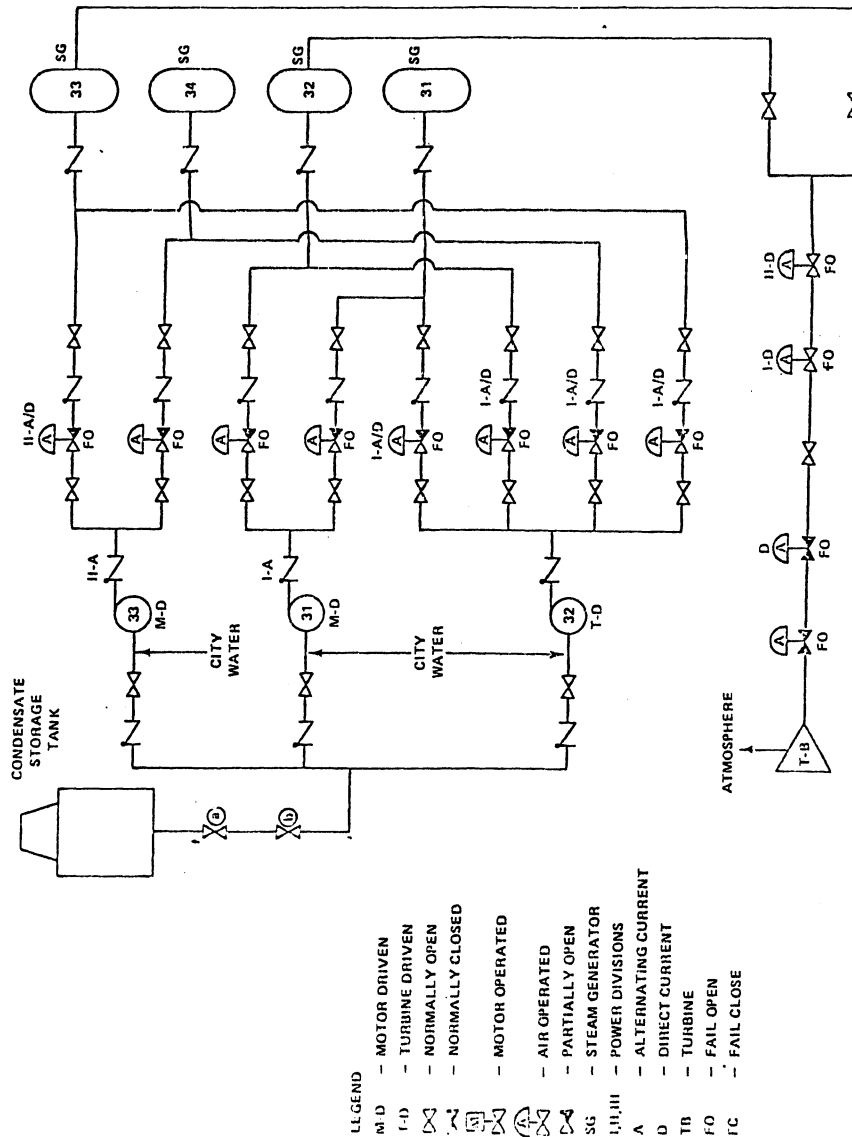 SG
33
SG
34
SG
32
SG
31
II-A/D
A
FO
A
FO
A
FO
A
FO
I-A/D
A
FO
I-A/D
A
FO
I-A/D
A
FO
I-A/D
A
FO
II-A
33
M-D
I-A
31
M-D
32
T-D
CITY
WATER
CITY
WATER
CONDENSATE
STORAGE
TANK
a
b
II-D
A
FO
I-D
A
FO
D
A
FO
A
FO
ATMOSPHERE
T-B
LEGEND
M-D – MOTOR DRIVEN
T-D – TURBINE DRIVEN
– NORMALLY OPEN
– NORMALLY CLOSED
M – MOTOR OPERATED
A – AIR OPERATED
– PARTIALLY OPEN
SG – STEAM GENERATOR
I,II,III – POWER DIVISIONS
A – ALTERNATING CURRENT
D – DIRECT CURRENT
TB – TURBINE
FO – FAIL OPEN
FC – FAIL CLOSE